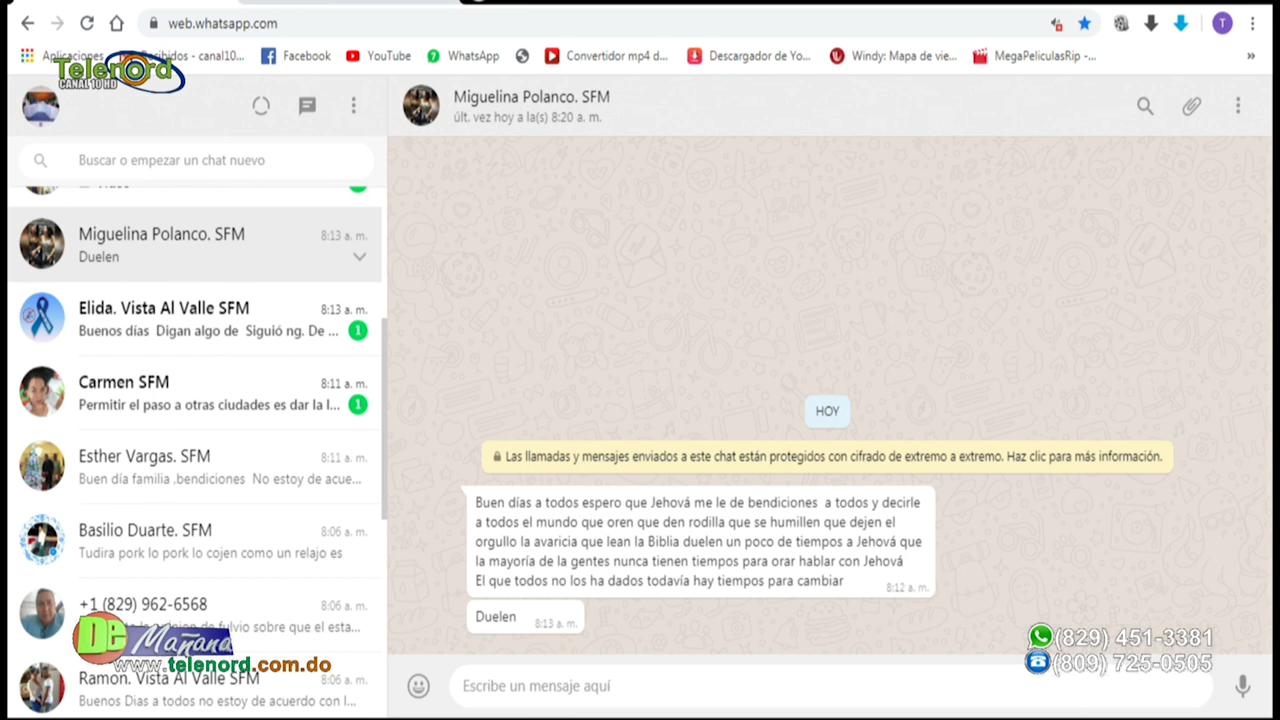 web.whatsapp.com
T
Aplicaciones
Recibidos - canal10...
Facebook
YouTube
WhatsApp
Convertidor mp4 d...
Descargador de Yo...
Windy: Mapa de vie...
MegaPeliculasRip -...
»
Telenord
CANAL 10 HD
Miguelina Polanco. SFM
últ. vez hoy a la(s) 8:20 a. m.
Buscar o empezar un chat nuevo
Miguelina Polanco. SFM
8:13 a. m.
Duelen
Elida. Vista Al Valle SFM
8:13 a. m.
Buenos días  Digan algo de  Siguió ng. De ...
1
Carmen SFM
8:11 a. m.
Permitir el paso a otras ciudades es dar la l...
1
Esther Vargas. SFM
8:11 a. m.
Buen día familia .bendiciones  No estoy de acue...
Basilio Duarte. SFM
8:06 a. m.
Tudira pork lo pork lo cojen como un relajo es
+1 (829) 962-6568
8:06 a. m.
de fulvio sobre que el esta...
Ramon. Vista Al Valle SFM
8:06 a. m.
Buenos Dias a todos no estoy de acuerdo con l...
HOY
Las llamadas y mensajes enviados a este chat están protegidos con cifrado de extremo a extremo. Haz clic para más información.
Buen días a todos espero que Jehová me le de bendiciones  a todos y decirle
a todos el mundo que oren que den rodilla que se humillen que dejen el
orgullo la avaricia que lean la Biblia duelen un poco de tiempos a Jehová que
la mayoría de la gentes nunca tienen tiempos para orar hablar con Jehová
El que todos no los ha dados todavía hay tiempos para cambiar
8:12 a. m.
Duelen
8:13 a. m.
Escribe un mensaje aquí
De Mañana
www.telenord.com.do
(829) 451-3381
(809) 725-0505